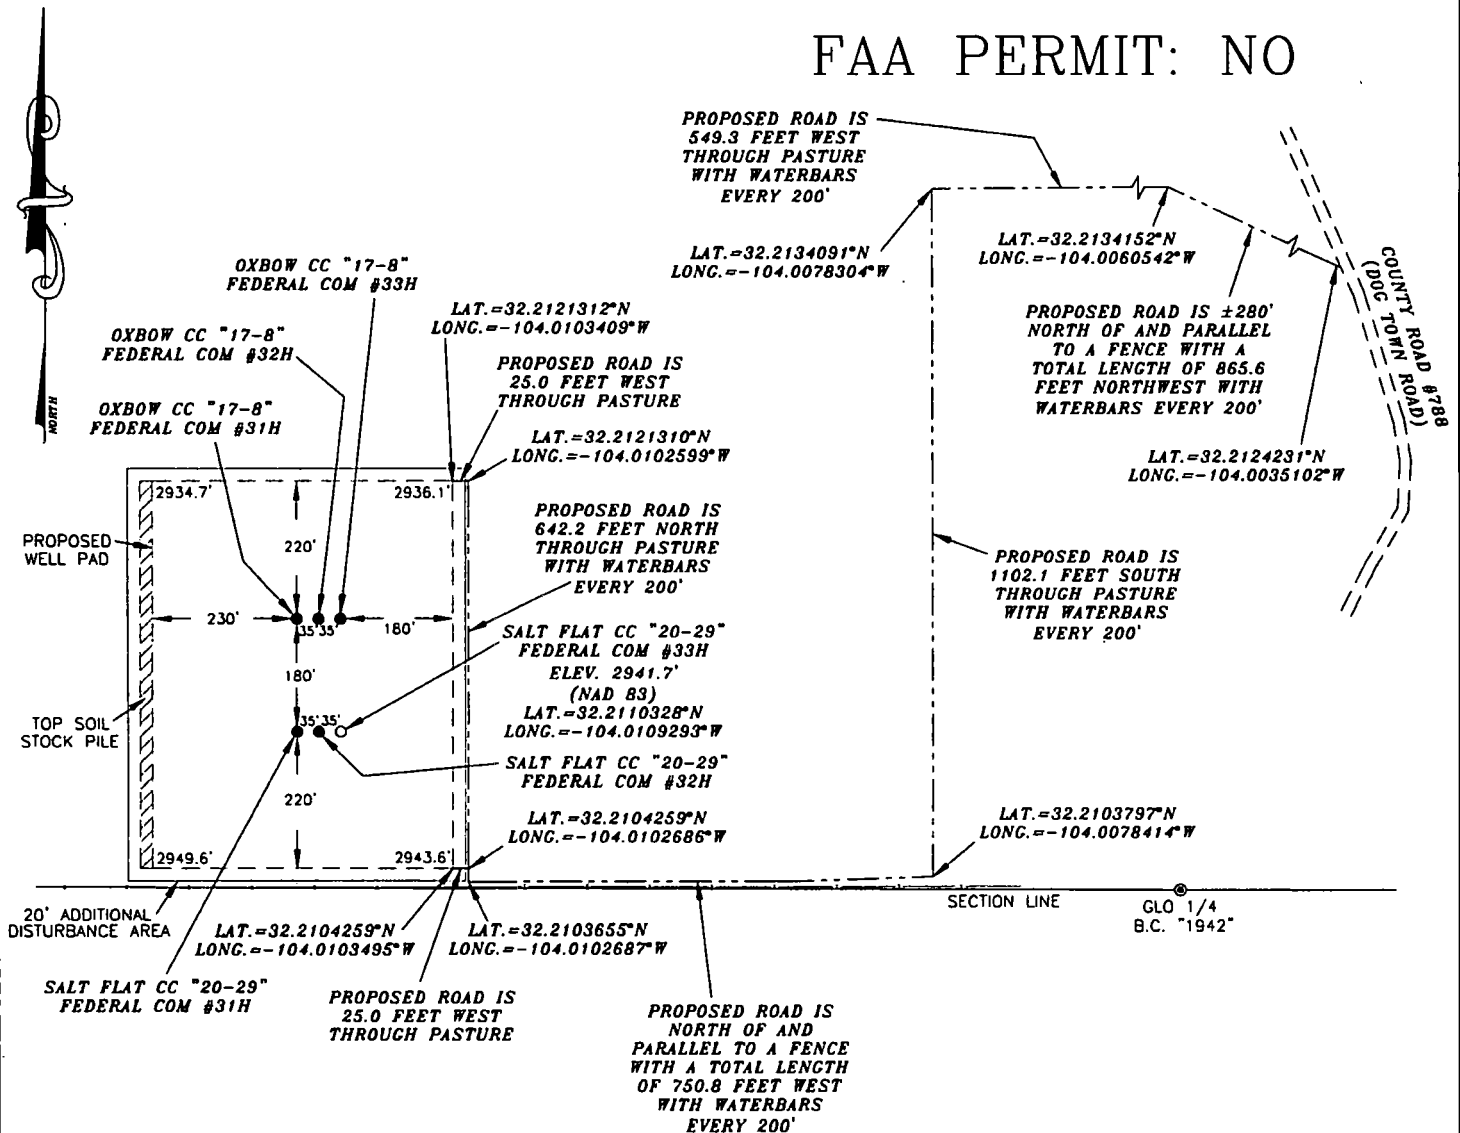 FAA PERMIT: NO
NORTH
PROPOSED ROAD IS
549.3 FEET WEST
THROUGH PASTURE
WITH WATERBARS
EVERY 200'
LAT.=32.2134091°N
LONG.=-104.0078304°W
LAT.=32.2134152°N
LONG.=-104.0060542°W
COUNTY ROAD #788
(DOG TOWN ROAD)
PROPOSED ROAD IS ±280'
NORTH OF AND PARALLEL
TO A FENCE WITH A
TOTAL LENGTH OF 865.6
FEET NORTHWEST WITH
WATERBARS EVERY 200'
LAT.=32.2124231°N
LONG.=-104.0035102°W
OXBOW CC "17-8"
FEDERAL COM #33H
OXBOW CC "17-8"
FEDERAL COM #32H
OXBOW CC "17-8"
FEDERAL COM #31H
LAT.=32.2121312°N
LONG.=-104.0103409°W
PROPOSED ROAD IS
25.0 FEET WEST
THROUGH PASTURE
LAT.=32.2121310°N
LONG.=-104.0102599°W
2934.7'
2936.1'
PROPOSED
WELL PAD
220'
PROPOSED ROAD IS
642.2 FEET NORTH
THROUGH PASTURE
WITH WATERBARS
EVERY 200'
PROPOSED ROAD IS
1102.1 FEET SOUTH
THROUGH PASTURE
WITH WATERBARS
EVERY 200'
230'
35'
35'
180'
180'
SALT FLAT CC "20-29"
FEDERAL COM #33H
ELEV. 2941.7'
(NAD 83)
LAT.=32.2110328°N
LONG.=-104.0109293°W
TOP SOIL
STOCK PILE
35'
35'
SALT FLAT CC "20-29"
FEDERAL COM #32H
220'
LAT.=32.2104259°N
LONG.=-104.0102686°W
LAT.=32.2103797°N
LONG.=-104.0078414°W
2949.6'
2943.6'
SECTION LINE
GLO 1/4
B.C. "1942"
20' ADDITIONAL
DISTURBANCE AREA
LAT.=32.2104259°N
LONG.=-104.0103495°W
LAT.=32.2103655°N
LONG.=-104.0102687°W
SALT FLAT CC "20-29"
FEDERAL COM #31H
PROPOSED ROAD IS
25.0 FEET WEST
THROUGH PASTURE
PROPOSED ROAD IS
NORTH OF AND
PARALLEL TO A FENCE
WITH A TOTAL LENGTH
OF 750.8 FEET WEST
WITH WATERBARS
EVERY 200'